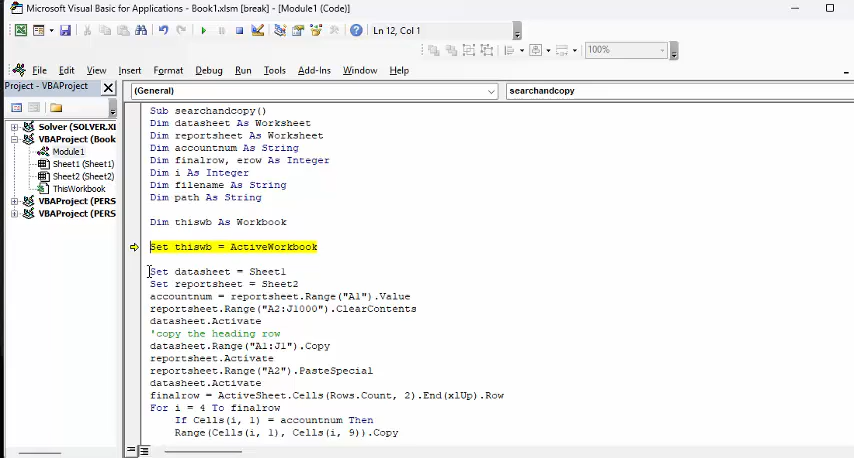 Microsoft Visual Basic for Applications - Book1.xlsm [break] - [Module1 (Code)]
Ln 12, Col 1
100%
File Edit View Insert Format Debug Run Tools Add-Ins Window Help
Project - VBAProject
(General)
searchandcopy
Solver (SOLVER.XL
VBAProject (Book
Module1
Sheet1 (Sheet1)
Sheet2 (Sheet2)
ThisWorkbook
VBAProject (PERS
VBAProject (PERS
Sub searchandcopy()
Dim datasheet As Worksheet
Dim reportsheet As Worksheet
Dim accountnum As String
Dim finalrow, erow As Integer
Dim i As Integer
Dim filename As String
Dim path As String
Dim thiswb As Workbook
Set thiswb = ActiveWorkbook
Set datasheet = Sheet1
Set reportsheet = Sheet2
accountnum = reportsheet.Range("A1").Value
reportsheet.Range("A2:J1000").ClearContents
datasheet.Activate
'copy the heading row
datasheet.Range("A1:J1").Copy
reportsheet.Activate
reportsheet.Range("A2").PasteSpecial
datasheet.Activate
finalrow = ActiveSheet.Cells(Rows.Count, 2).End(xlUp).Row
For i = 4 To finalrow
If Cells(i, 1) = accountnum Then
Range(Cells(i, 1), Cells(i, 9)).Copy